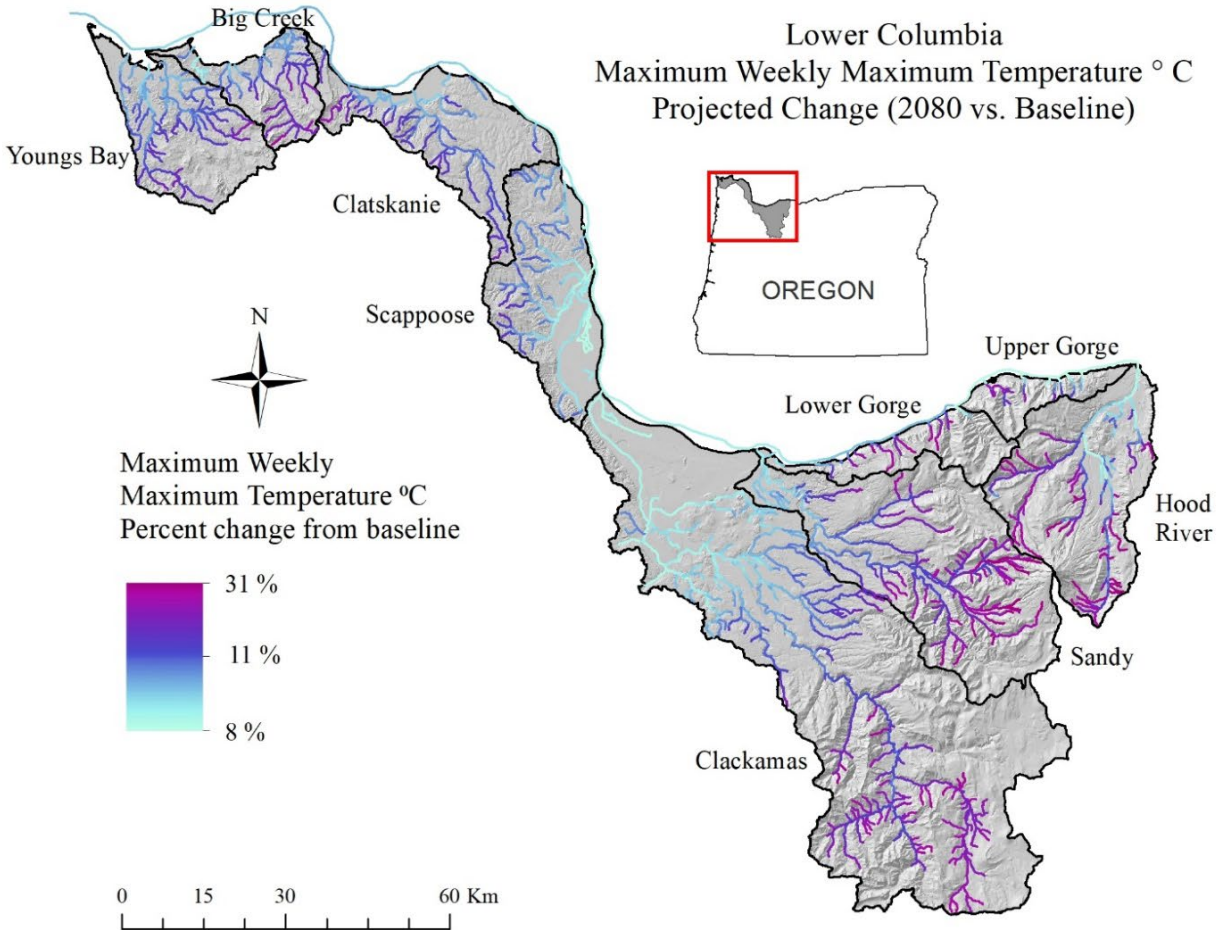 Big Creek
Lower Columbia
Maximum Weekly Maximum Temperature ° C
Projected Change (2080 vs. Baseline)
Youngs Bay
Clatskanie
OREGON
Scappoose
N
Upper Gorge
Lower Gorge
Maximum Weekly
Maximum Temperature ºC
Percent change from baseline
Hood
River
31 %
11 %
8 %
Sandy
Clackamas
0 15 30 60 Km